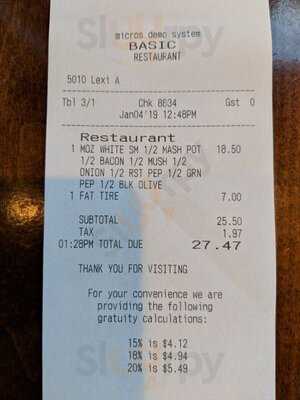 micros demo system
BASIC
RESTAURANT
5010 Lexi A
Tbl 3/1 Chk 8634 Gst 0
Jan04'19 12:48PM
Restaurant
1 MOZ WHITE SM 1/2 MASH POT 18.50
1/2 BACON 1/2 MUSH 1/2
ONION 1/2 RST PEP 1/2 GRN
PEP 1/2 BLK OLIVE
1 FAT TIRE 7.00
SUBTOTAL 25.50
TAX 1.97
01:28PM TOTAL DUE 27.47
THANK YOU FOR VISITING
For your convenience we are
providing the following
gratuity calculations:
15% is $4.12
18% is $4.94
20% is $5.49